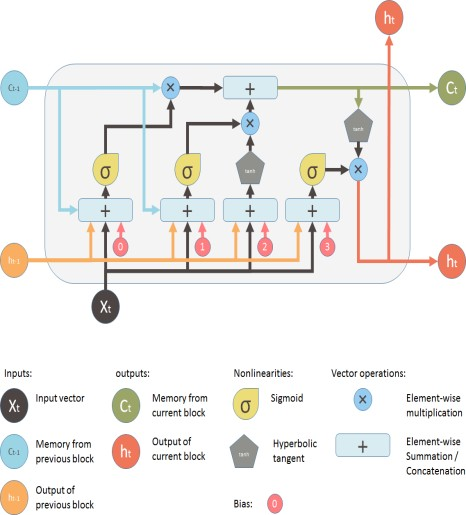 ht
Ct-1
×
+
Ct
tanh
×
σ
σ
tanh
σ
×
+
+
+
+
0
1
2
3
ht-1
ht
Xt
Inputs:
outputs:
Nonlinearities:
Vector operations:
Xt
Input vector
Ct
Memory from
current block
σ
Sigmoid
×
Element-wise
multiplication
Ct-1
Memory from
previous block
ht
Output of
current block
tanh
Hyperbolic
tangent
+
Element-wise
Summation /
Concatenation
ht-1
Output of
previous block
Bias:
0